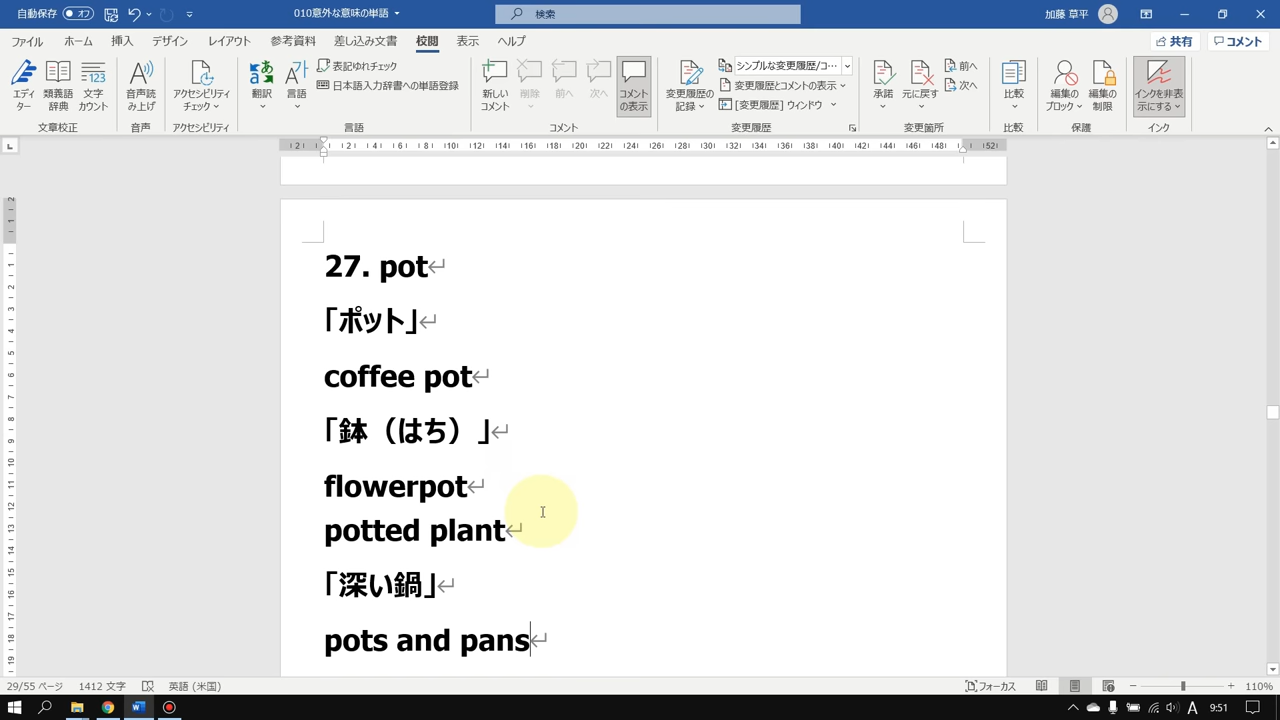 自動保存 オフ 010意外な意味の単語 検索 加藤 草平
ファイル ホーム 挿入 デザイン レイアウト 参考資料 差し込み文書 校閲 表示 ヘルプ 共有 コメント
エディター 類義語辞典 文字カウント 音声読み上げ アクセシビリティチェック 翻訳 言語 表記ゆれチェック 日本語入力辞書への単語登録 新しいコメント 削除 前へ 次へ コメントの表示 変更履歴の記録 シンプルな変更履歴/コ... 変更履歴とコメントの表示 [変更履歴] ウィンドウ 承諾 元に戻す 前へ 次へ 比較 編集のブロック 編集の制限 インクを非表示にする
文章校正 音声 アクセシビリティ 言語 コメント 変更履歴 変更箇所 比較 保護 インク
27. pot
「ポット」
coffee pot
「鉢（はち）」
flowerpot
potted plant
「深い鍋」
pots and pans
29/55 ページ 1412 文字 英語 (米国) フォーカス 110%
A 9:51